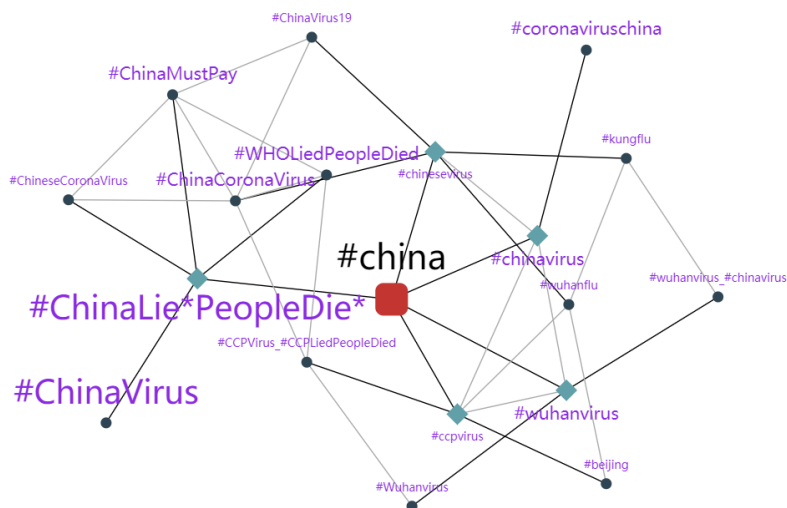 #ChinaVirus19
#coronaviruschina
#ChinaMustPay
#kungflu
#WHOLiedPeopleDied
#chinesevirus
#ChineseCoronaVirus
#ChinaCoronaVirus
#china
#chinavirus
#wuhanflu
#wuhanvirus_#chinavirus
#ChinaLie*PeopleDie*
#CCPVirus_#CCPLiedPeopleDied
#ChinaVirus
#wuhanvirus
#ccpvirus
#beijing
#Wuhanvirus